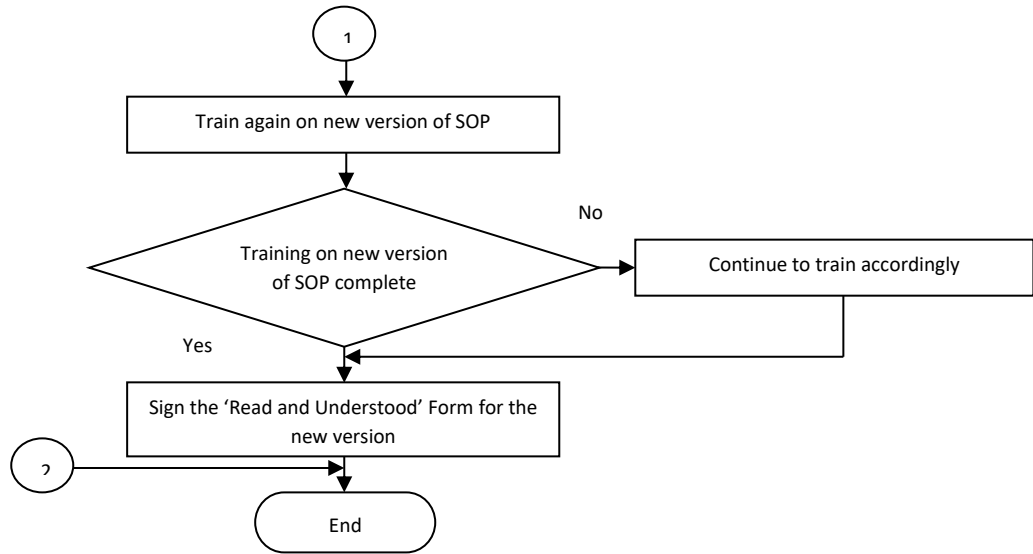 1
Train again on new version of SOP
No
Training on new version
of SOP complete
Continue to train accordingly
Yes
Sign the ‘Read and Understood’ Form for the
new version
2
End